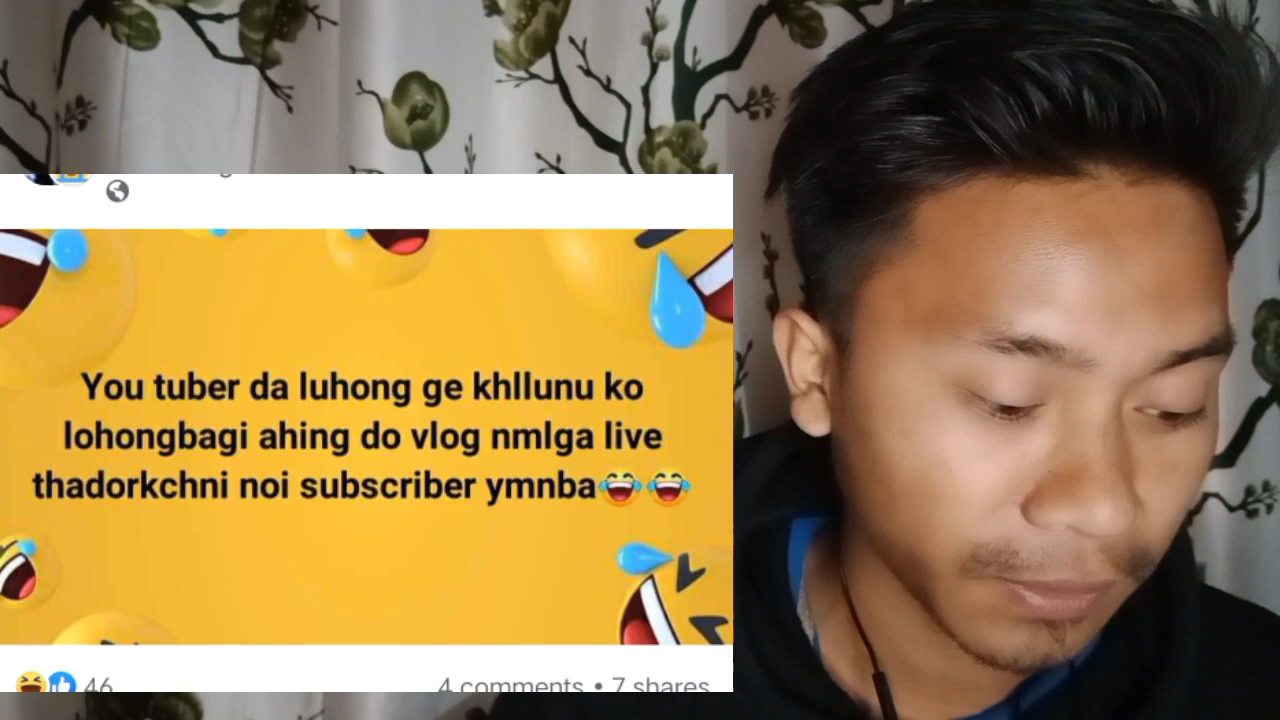 You tuber da luhong ge khllunu ko
lohongbagi ahing do vlog nmlga live
thadorkchni noi subscriber ymnba😂😂
46
4 comments • 7 shares